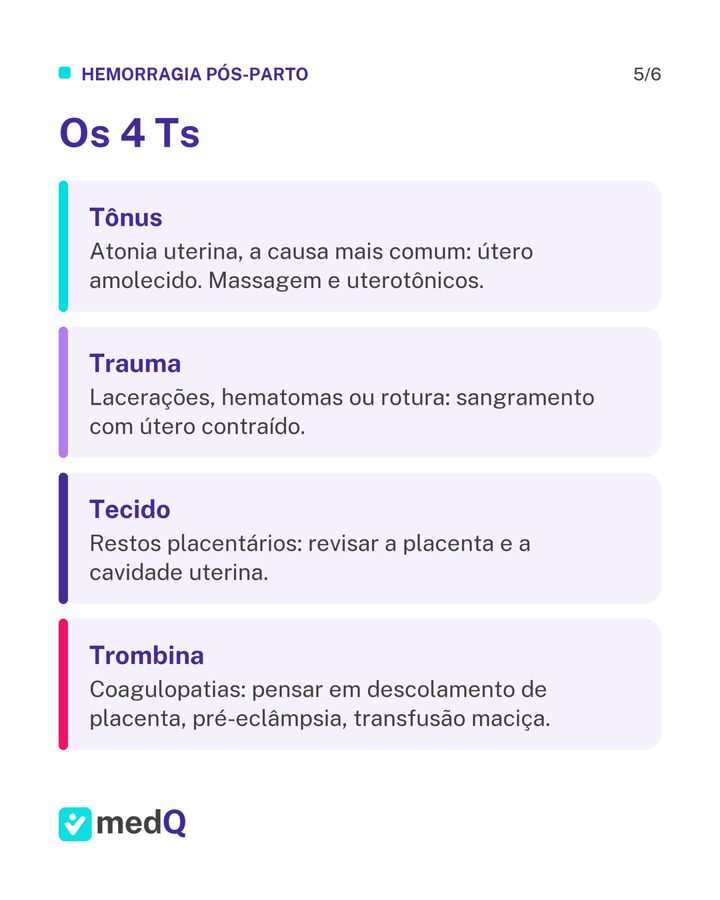 HEMORRAGIA PÓS-PARTO
5/6
Os 4 Ts
Tônus
Atonia uterina, a causa mais comum: útero
amolecido. Massagem e uterotônicos.
Trauma
Lacerações, hematomas ou rotura: sangramento
com útero contraído.
Tecido
Restos placentários: revisar a placenta e a
cavidade uterina.
Trombina
Coagulopatias: pensar em descolamento de
placenta, pré-eclâmpsia, transfusão maciça.
medQ